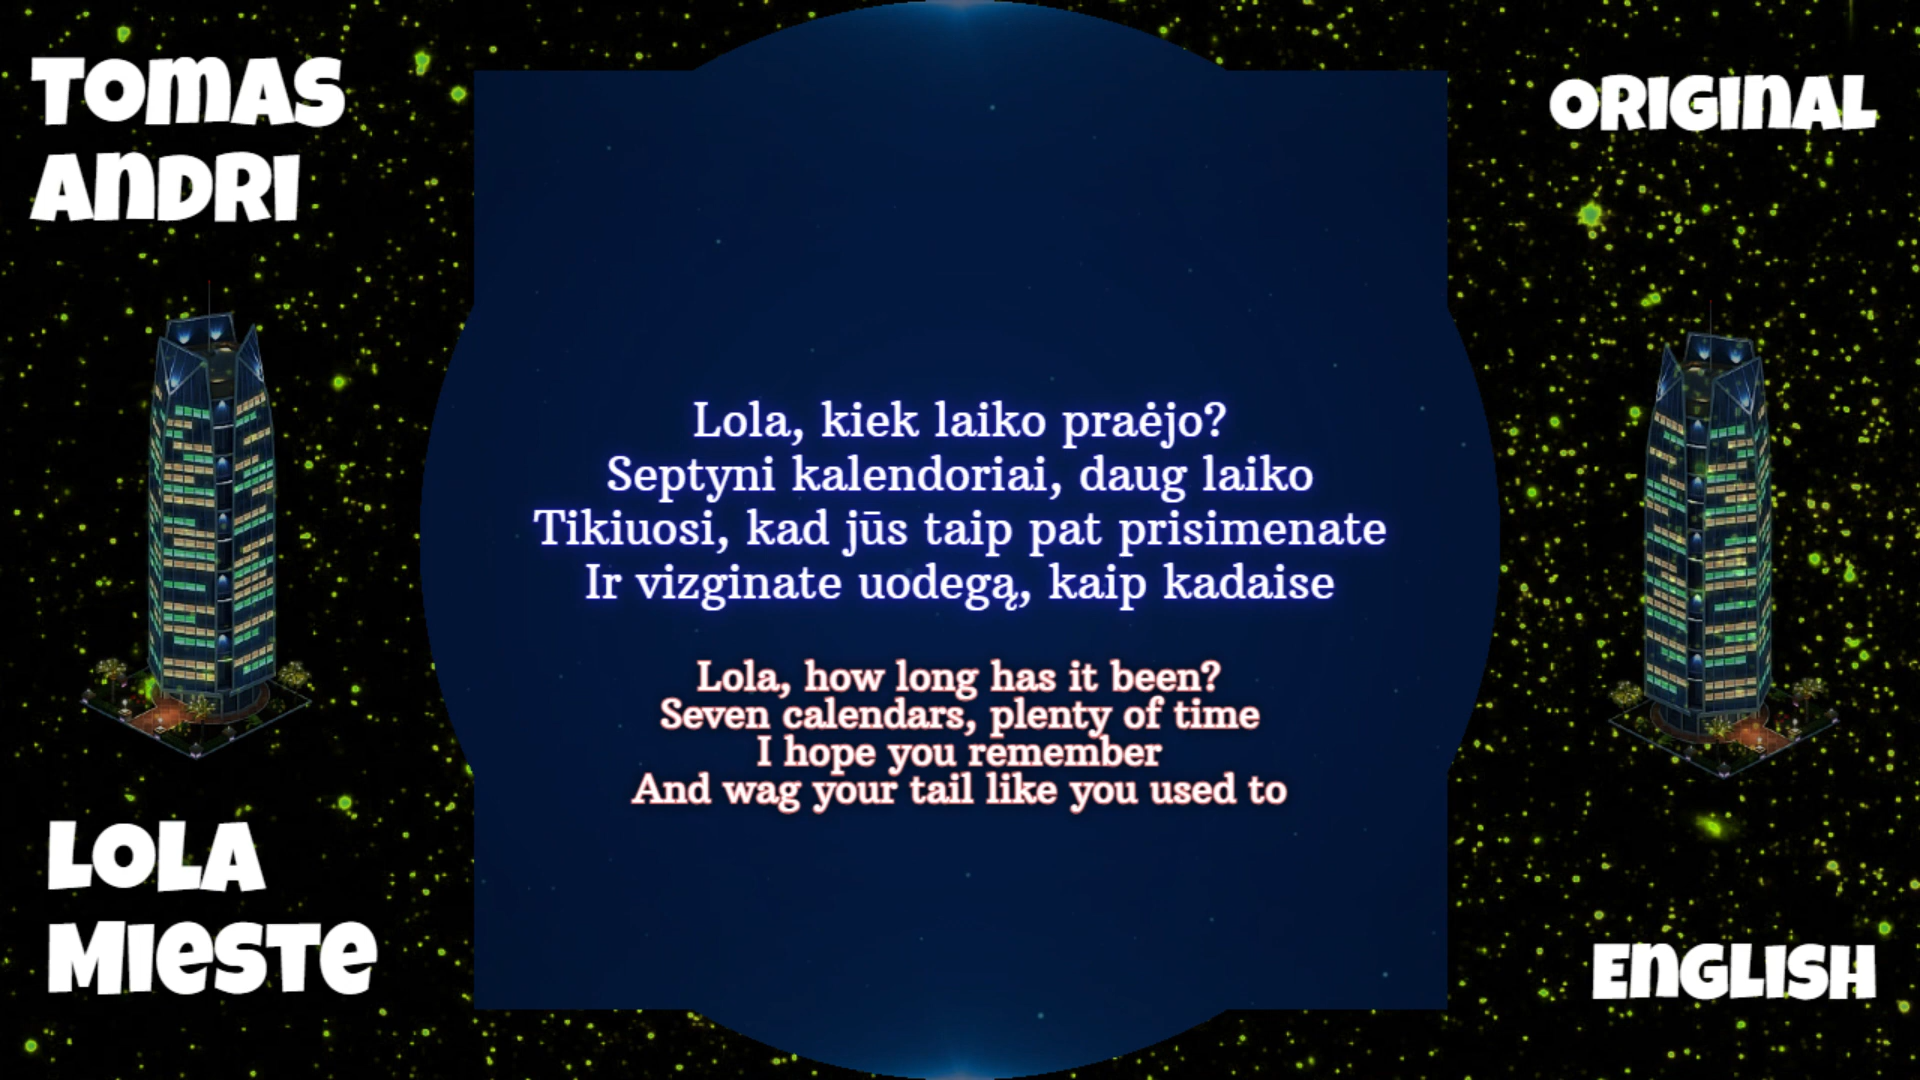 TOMAS
ANDRI
ORIGINAL
Lola, kiek laiko praėjo?
Septyni kalendoriai, daug laiko
Tikiuosi, kad jūs taip pat prisimenate
Ir vizginate uodegą, kaip kadaise
Lola, how long has it been?
Seven calendars, plenty of time
I hope you remember
And wag your tail like you used to
LOLA
MIESTE
ENGLISH